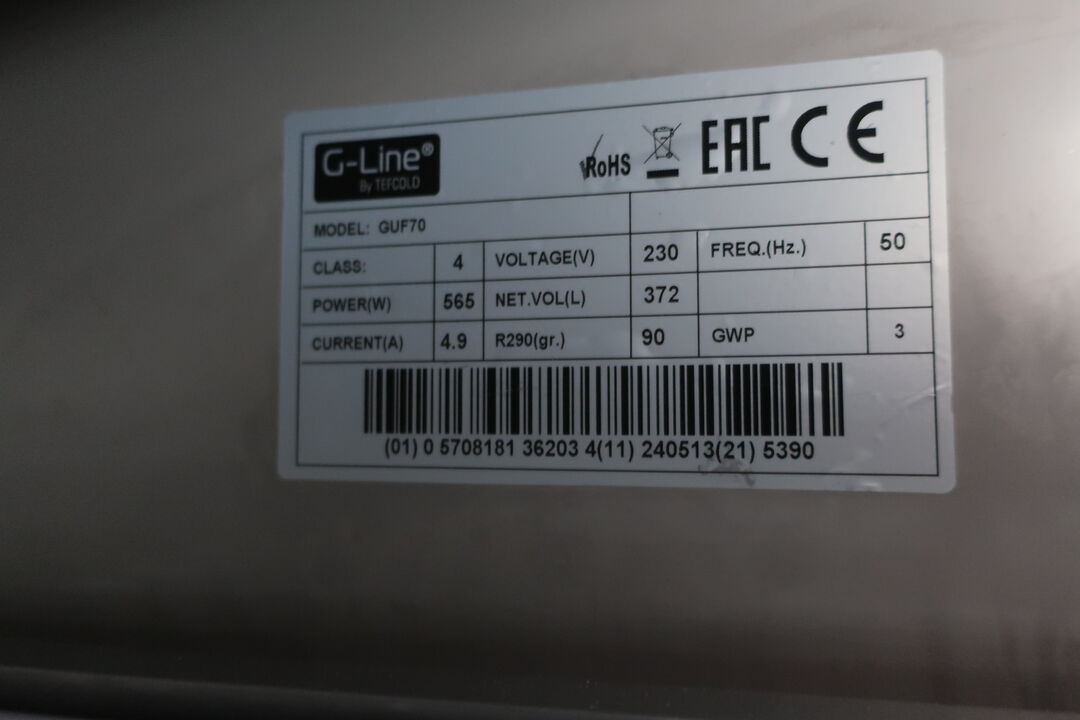 G-Line®
By TEFCOLD
RoHS
EAC CE
MODEL: GUF70
CLASS: 4 VOLTAGE(V) 230 FREQ.(Hz.) 50
POWER(W) 565 NET.VOL(L) 372
CURRENT(A) 4.9 R290(gr.) 90 GWP 3
(01) 0 5708181 36203 4(11) 240513(21) 5390